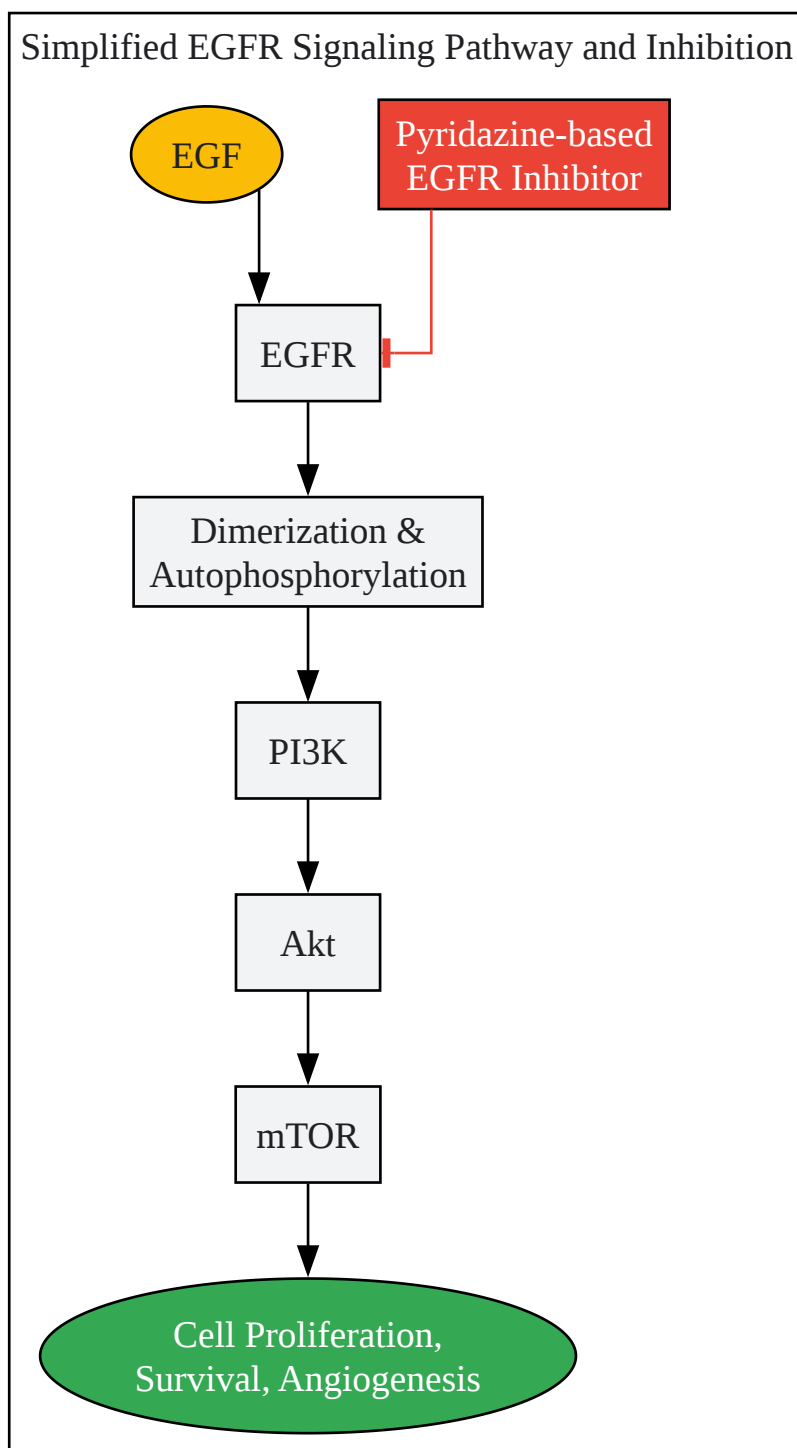 Simplified EGFR Signaling Pathway and Inhibition
EGF
Pyridazine-based
EGFR Inhibitor
EGFR
Dimerization &
Autophosphorylation
PI3K
Akt
mTOR
Cell Proliferation,
Survival, Angiogenesis